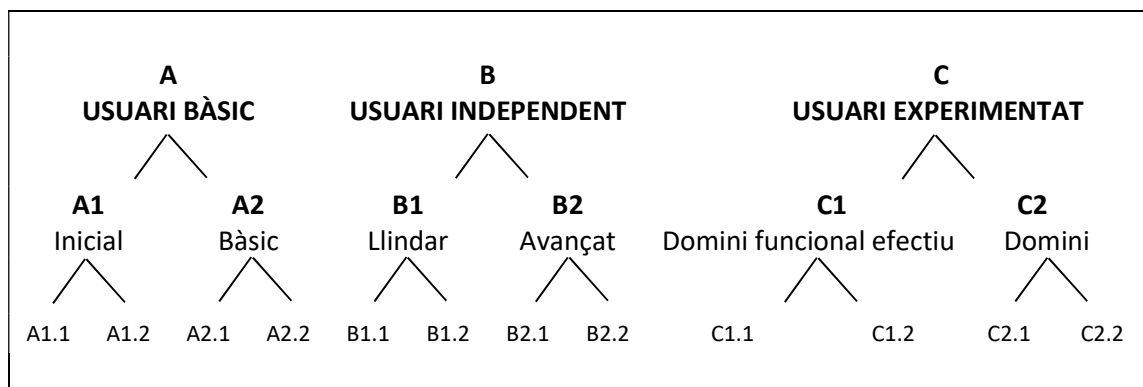 A B C
USUARI BÀSIC USUARI INDEPENDENT USUARI EXPERIMENTAT
A1 A2 B1 B2 C1 C2
Inicial Bàsic Llindar Avançat Domini funcional efectiu Domini
A1.1 A1.2 A2.1 A2.2 B1.1 B1.2 B2.1 B2.2 C1.1 C1.2 C2.1 C2.2